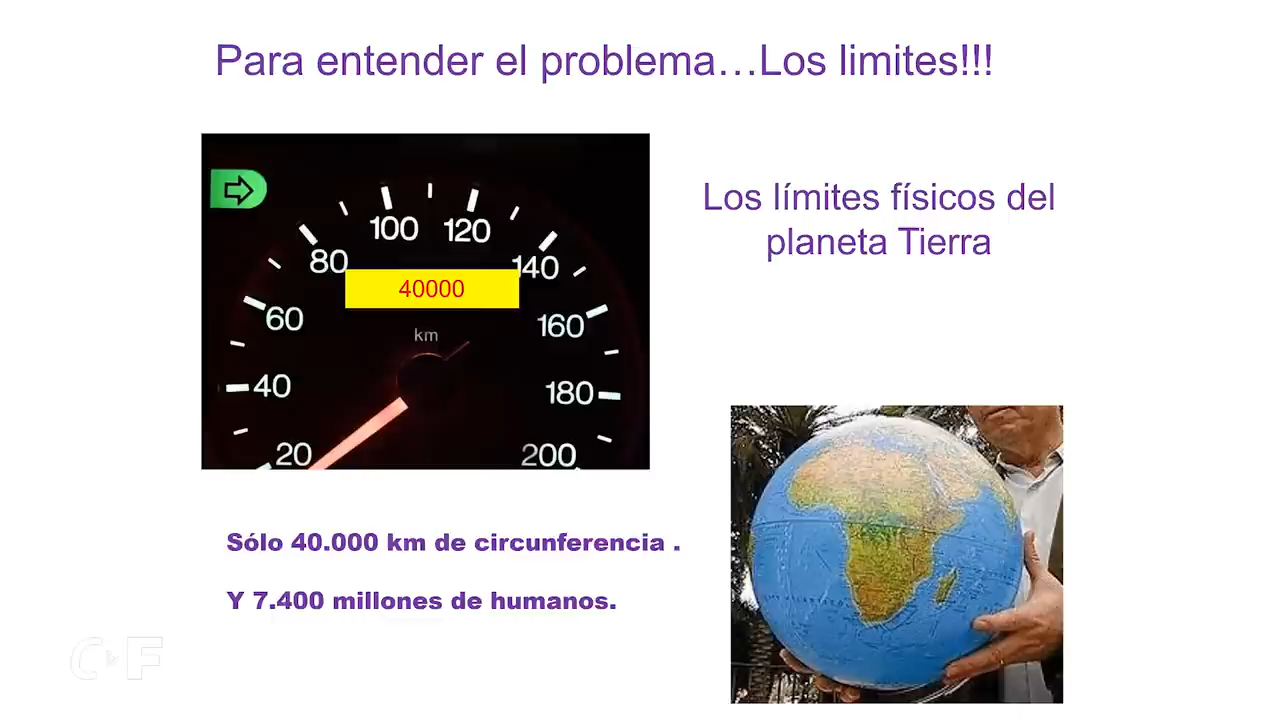 Para entender el problema…Los limites!!!
Los límites físicos del
planeta Tierra
100
120
80
140
40000
60
km
160
40
180
20
200
Sólo 40.000 km de circunferencia .
Y 7.400 millones de humanos.